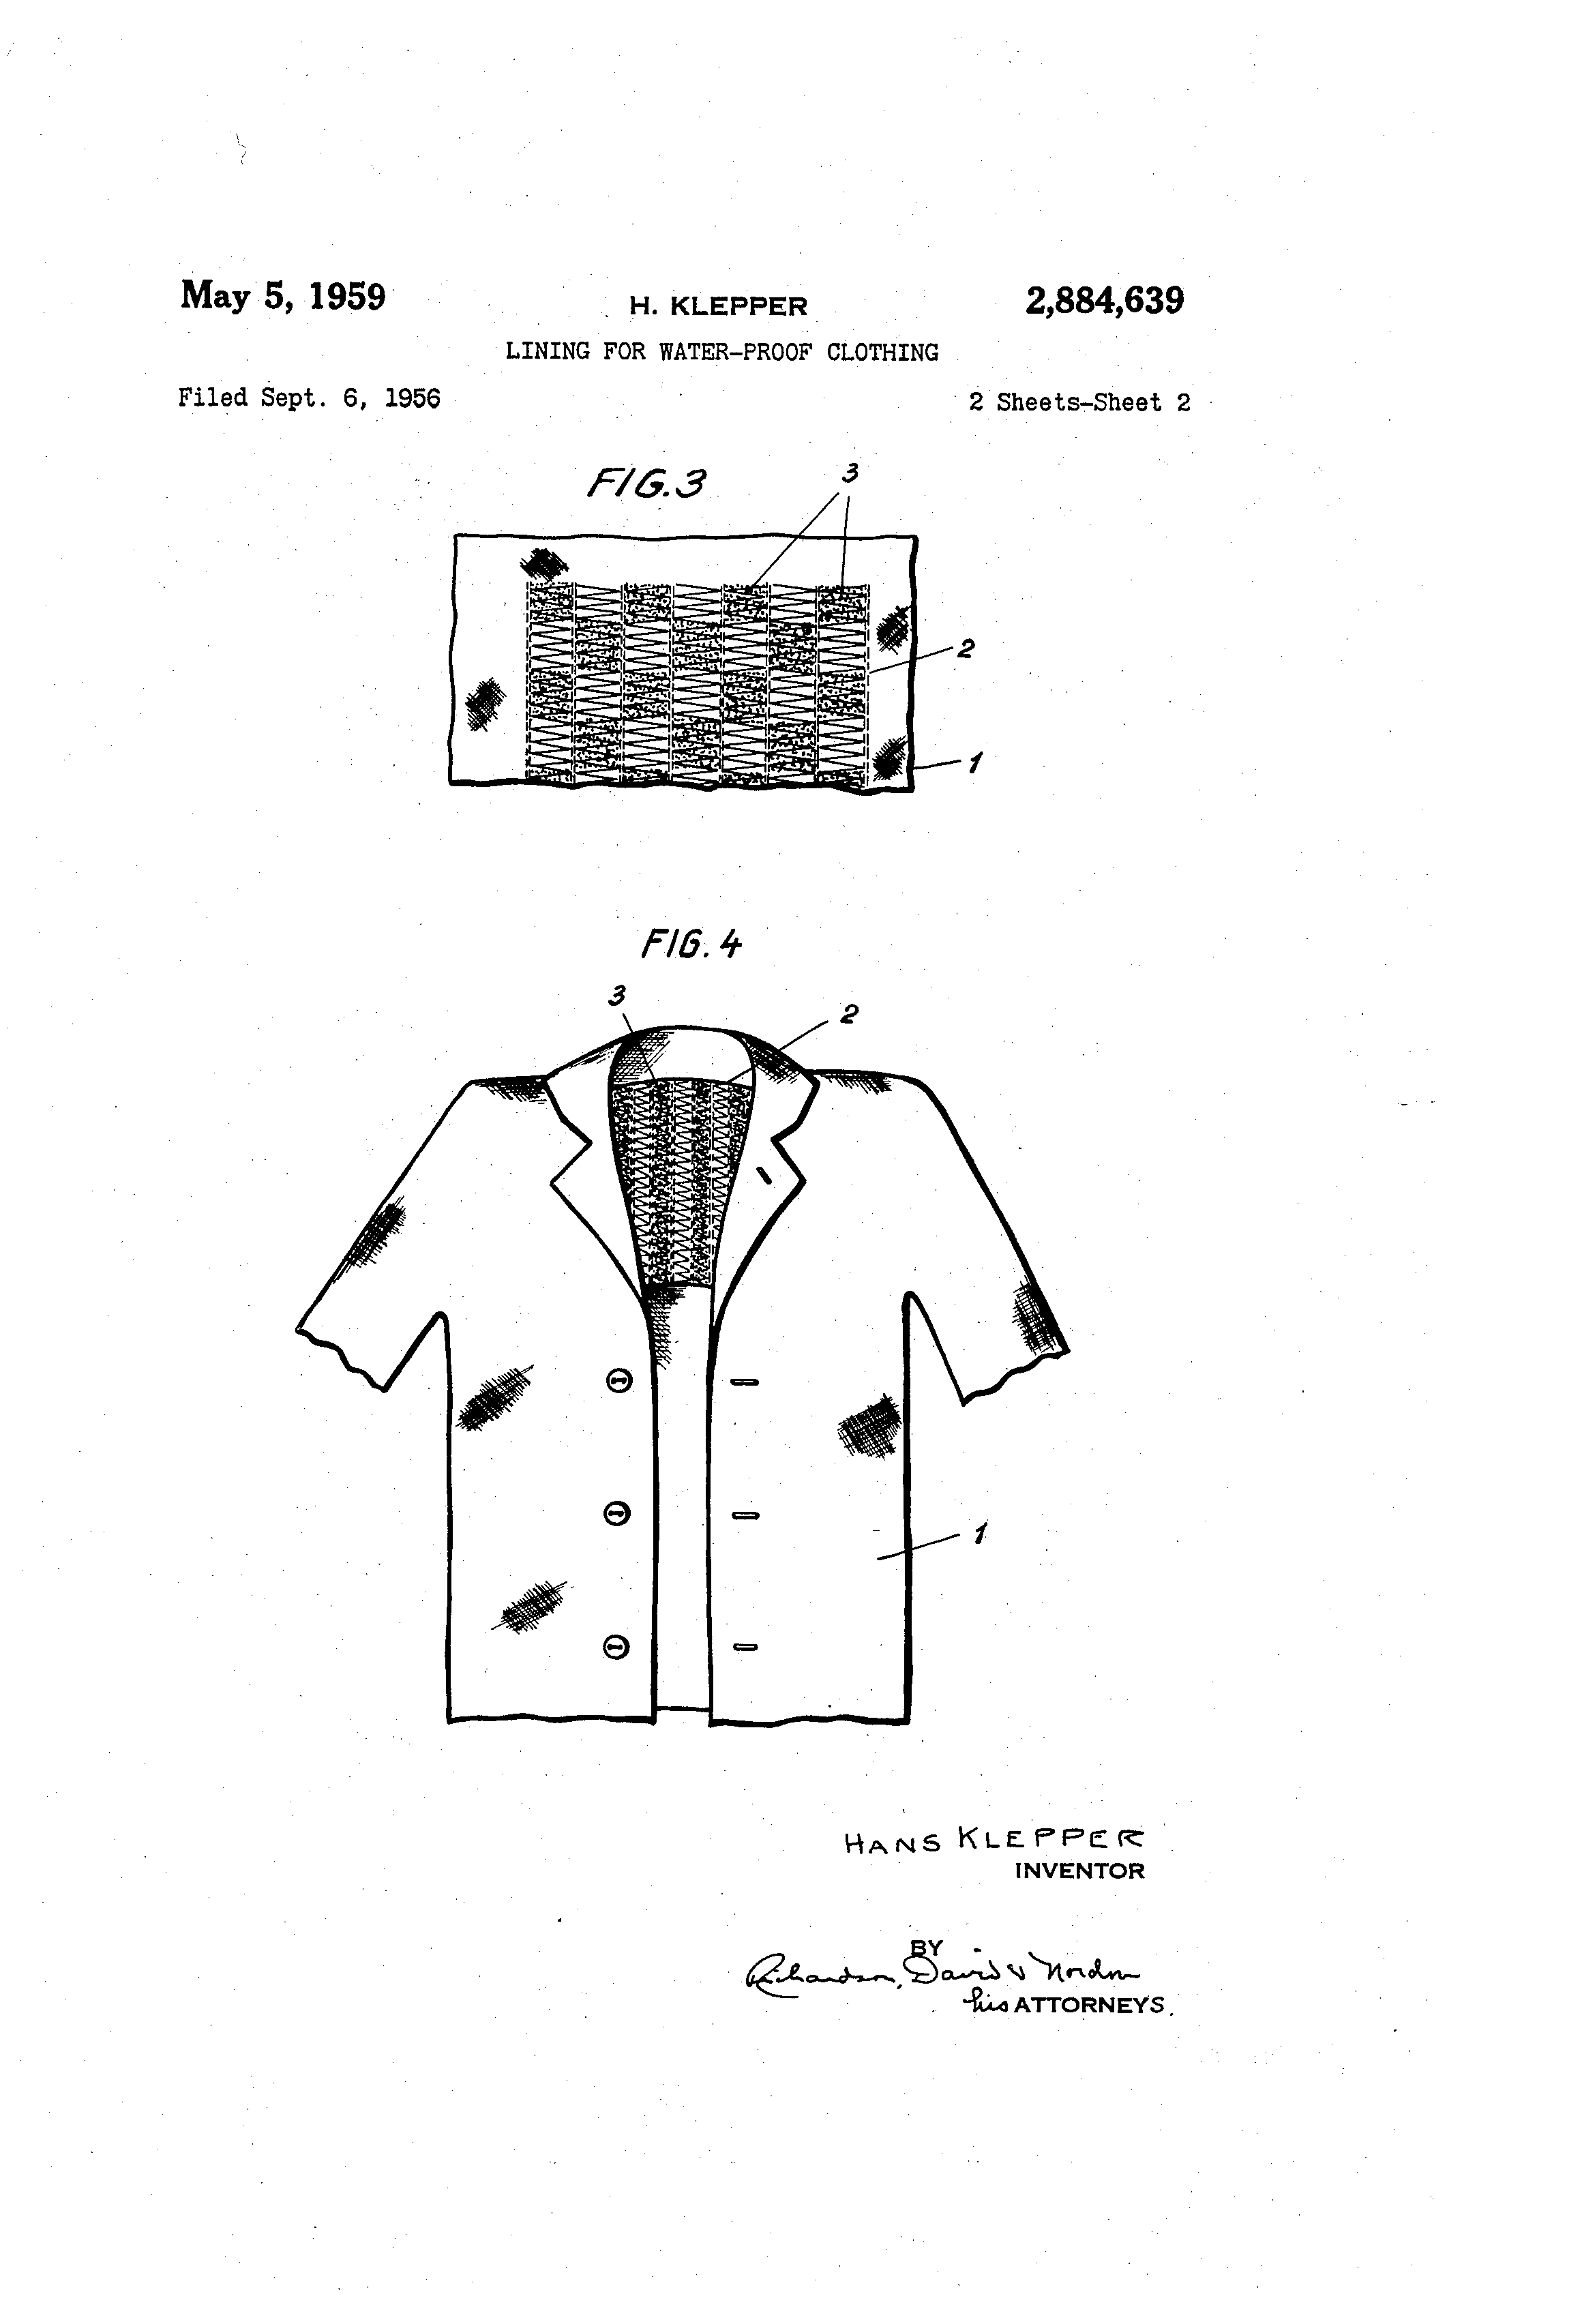 May 5, 1959
H. KLEPPER
2,884,639
LINING FOR WATER-PROOF CLOTHING
Filed Sept. 6, 1956
2 Sheets-Sheet 2
FIG.3
3
2
1
FIG.4
3
2
1
HANS KLEPPER
INVENTOR
BY
Richardson, David & Nordon
his ATTORNEYS.